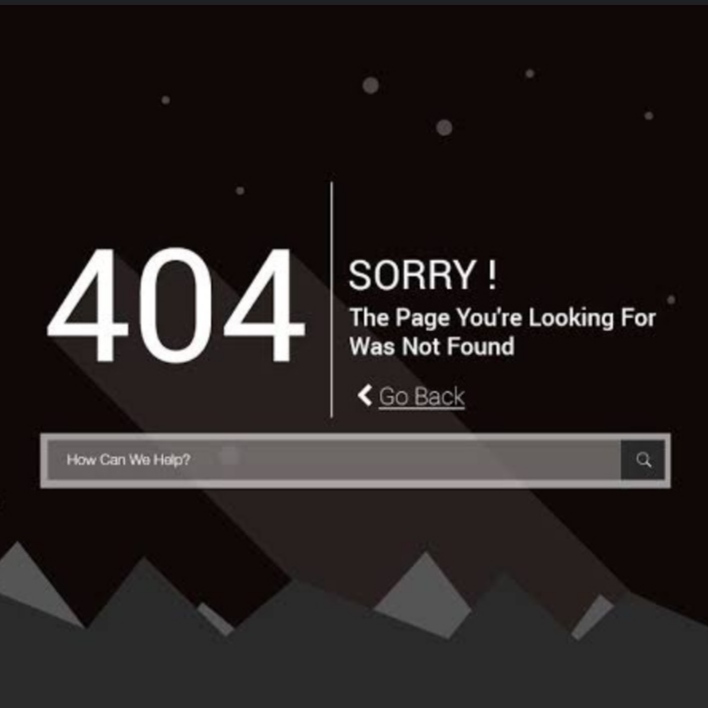 404
SORRY !
The Page You're Looking For
Was Not Found
Go Back
How Can We Help?